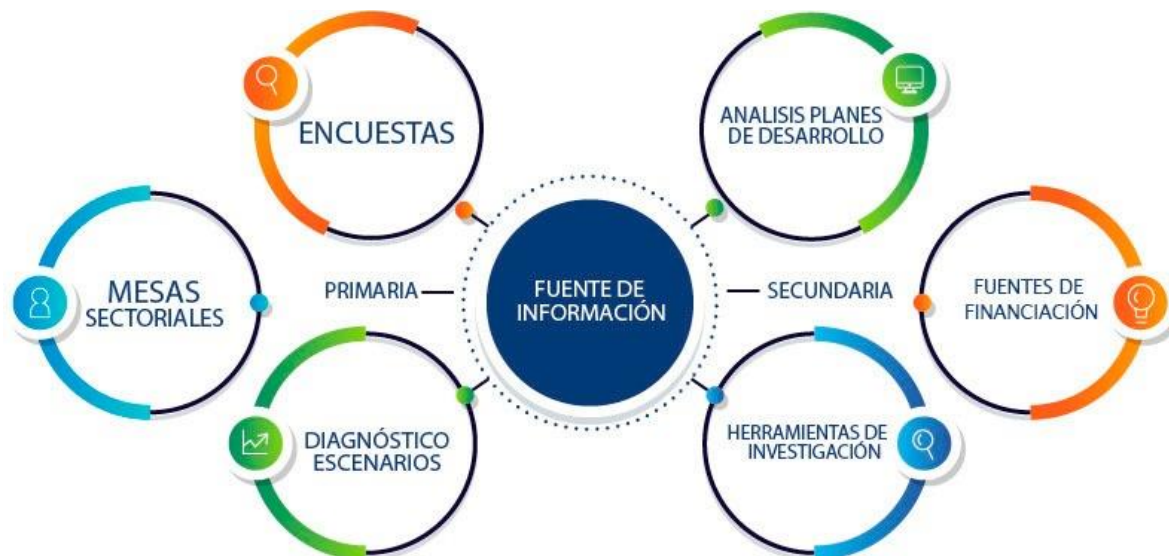 ENCUESTAS
ANALISIS PLANES
DE DESARROLLO
MESAS
SECTORIALES
PRIMARIA
FUENTE DE
INFORMACIÓN
SECUNDARIA
FUENTES DE
FINANCIACIÓN
DIAGNÓSTICO
ESCENARIOS
HERRAMIENTAS DE
INVESTIGACIÓN